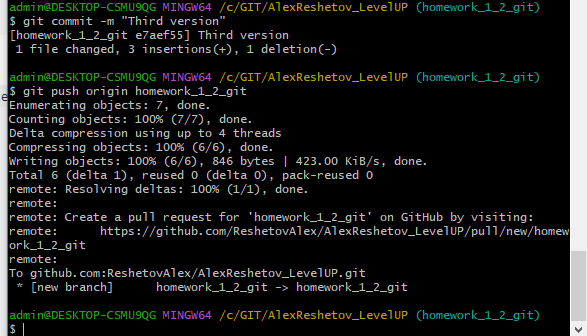 admin@DESKTOP-CSMU9QG MINGW64 /c/GIT/AlexReshetov_LevelUP (homework_1_2_git)
$ git commit -m "Third version"
[homework_1_2_git e7aef55] Third version
 1 file changed, 3 insertions(+), 1 deletion(-)

admin@DESKTOP-CSMU9QG MINGW64 /c/GIT/AlexReshetov_LevelUP (homework_1_2_git)
$ git push origin homework_1_2_git
Enumerating objects: 7, done.
Counting objects: 100% (7/7), done.
Delta compression using up to 4 threads
Compressing objects: 100% (6/6), done.
Writing objects: 100% (6/6), 846 bytes | 423.00 KiB/s, done.
Total 6 (delta 1), reused 0 (delta 0), pack-reused 0
remote: Resolving deltas: 100% (1/1), done.
remote:
remote: Create a pull request for 'homework_1_2_git' on GitHub by visiting:
remote:      https://github.com/ReshetovAlex/AlexReshetov_LevelUP/pull/new/homew
ork_1_2_git
remote:
To github.com:ReshetovAlex/AlexReshetov_LevelUP.git
 * [new branch]      homework_1_2_git -> homework_1_2_git

admin@DESKTOP-CSMU9QG MINGW64 /c/GIT/AlexReshetov_LevelUP (homework_1_2_git)
$